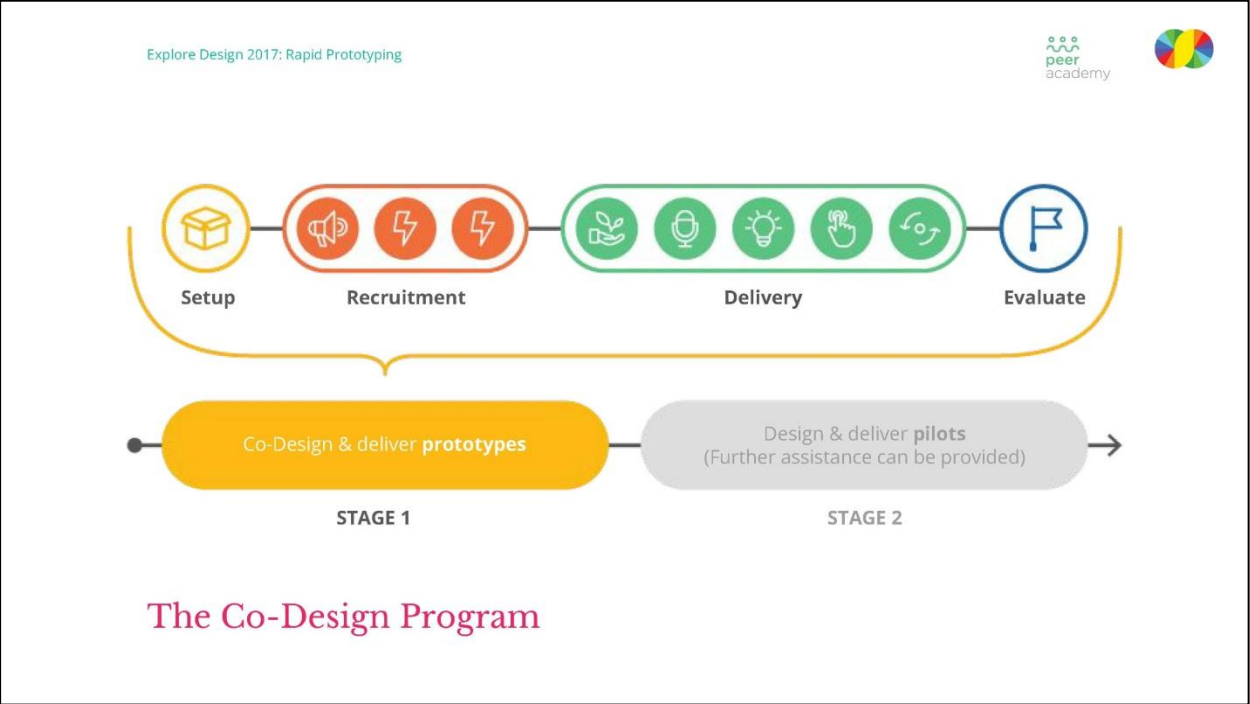 Explore Design 2017: Rapid Prototyping
peer
academy
Setup
Recruitment
Delivery
Evaluate
Co-Design & deliver prototypes
Design & deliver pilots
(Further assistance can be provided)
STAGE 1
STAGE 2
The Co-Design Program